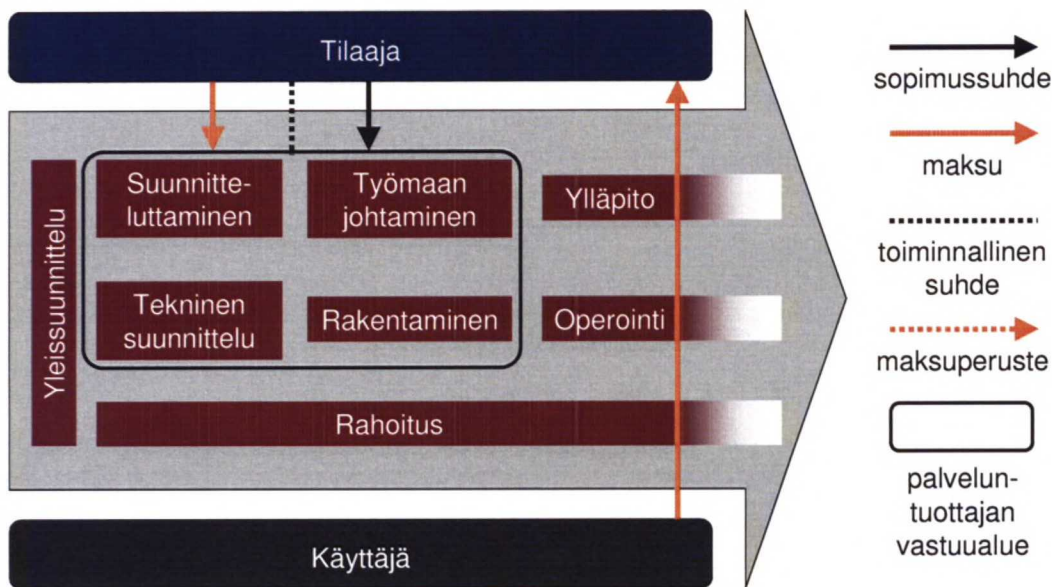 Tilaaja
Yleissuunnittelu
Suunnitte-
luttaminen
Työmaan
johtaminen
Ylläpito
Tekninen
suunnittelu
Rakentaminen
Operointi
Rahoitus
Käyttäjä
sopimussuhde
maksu
toiminnallinen
suhde
maksuperuste
palvelun-
tuottajan
vastuualue